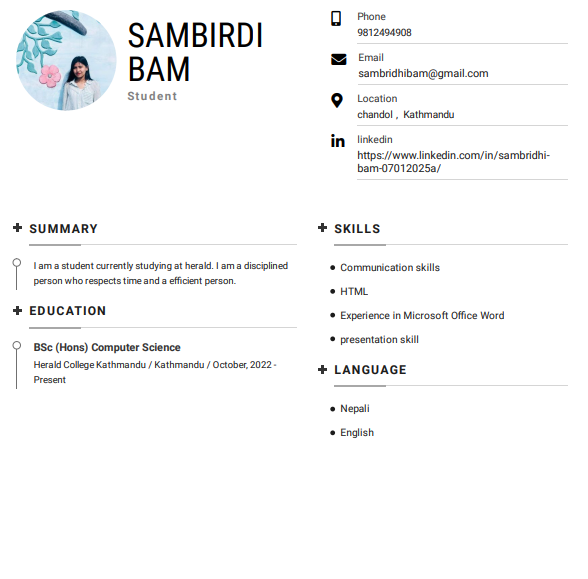 SAMBIRDI
BAM
Student
Phone
9812494908
Email
sambridhibam@gmail.com
Location
chandol , Kathmandu
linkedin
https://www.linkedin.com/in/sambridhi-
bam-07012025a/
SUMMARY
I am a student currently studying at herald. I am a disciplined
person who respects time and a efficient person.
EDUCATION
BSc (Hons) Computer Science
Herald College Kathmandu / Kathmandu / October, 2022 -
Present
SKILLS
Communication skills
HTML
Experience in Microsoft Office Word
presentation skill
LANGUAGE
Nepali
English